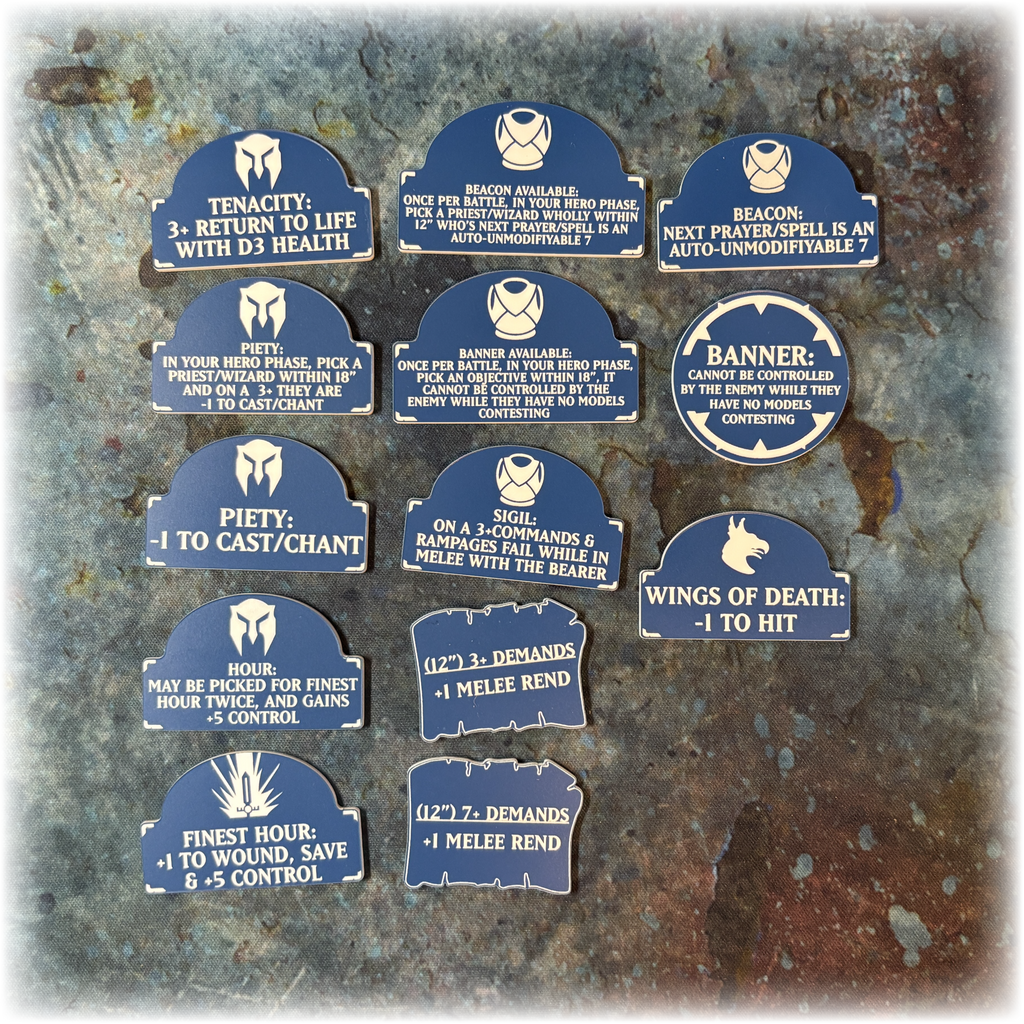 TENACITY:
3+ RETURN TO LIFE
WITH D3 HEALTH
BEACON AVAILABLE:
ONCE PER BATTLE, IN YOUR HERO PHASE,
PICK A PRIEST/WIZARD WHOLLY WITHIN
12" WHO'S NEXT PRAYER/SPELL IS AN
AUTO-UNMODIFIYABLE 7
BEACON:
NEXT PRAYER/SPELL IS AN
AUTO-UNMODIFIYABLE 7
PIETY:
IN YOUR HERO PHASE, PICK A
PRIEST/WIZARD WITHIN 18"
AND ON A 3+ THEY ARE
-1 TO CAST/CHANT
BANNER AVAILABLE:
ONCE PER BATTLE, IN YOUR HERO PHASE,
PICK AN OBJECTIVE WITHIN 18", IT
CANNOT BE CONTROLLED BY THE
ENEMY WHILE THEY HAVE NO MODELS
CONTESTING
BANNER:
CANNOT BE CONTROLLED
BY THE ENEMY WHILE THEY
HAVE NO MODELS
CONTESTING
PIETY:
-1 TO CAST/CHANT
SIGIL:
ON A 3+COMMANDS &
RAMPAGES FAIL WHILE IN
MELEE WITH THE BEARER
WINGS OF DEATH:
-1 TO HIT
HOUR:
MAY BE PICKED FOR FINEST
HOUR TWICE, AND GAINS
+5 CONTROL
(12") 3+ DEMANDS
+1 MELEE REND
FINEST HOUR:
+1 TO WOUND, SAVE
& +5 CONTROL
(12") 7+ DEMANDS
+1 MELEE REND